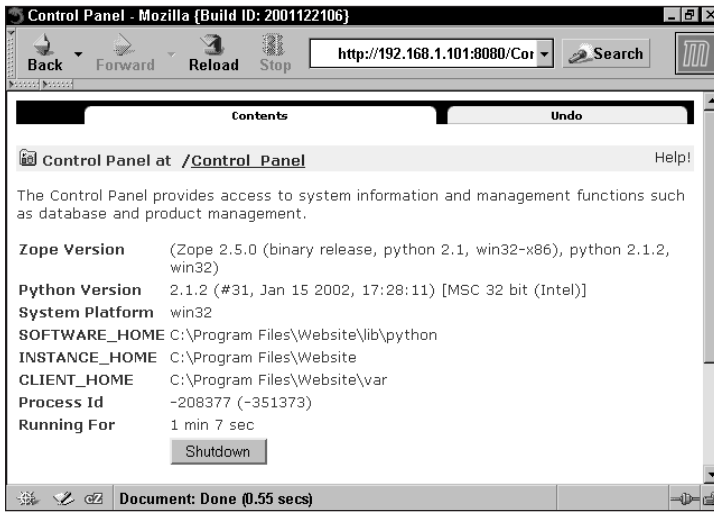 Control Panel - Mozilla {Build ID: 2001122106}
Back Forward Reload Stop http://192.168.1.101:8080/Cor Search
Contents Undo
Control Panel at /Control_Panel Help!
The Control Panel provides access to system information and management functions such
as database and product management.
Zope Version (Zope 2.5.0 (binary release, python 2.1, win32-x86), python 2.1.2,
win32)
Python Version 2.1.2 (#31, Jan 15 2002, 17:28:11) [MSC 32 bit (Intel)]
System Platform win32
SOFTWARE_HOME C:\Program Files\Website\lib\python
INSTANCE_HOME C:\Program Files\Website
CLIENT_HOME C:\Program Files\Website\var
Process Id -208377 (-351373)
Running For 1 min 7 sec
Shutdown
Document: Done (0.55 secs)